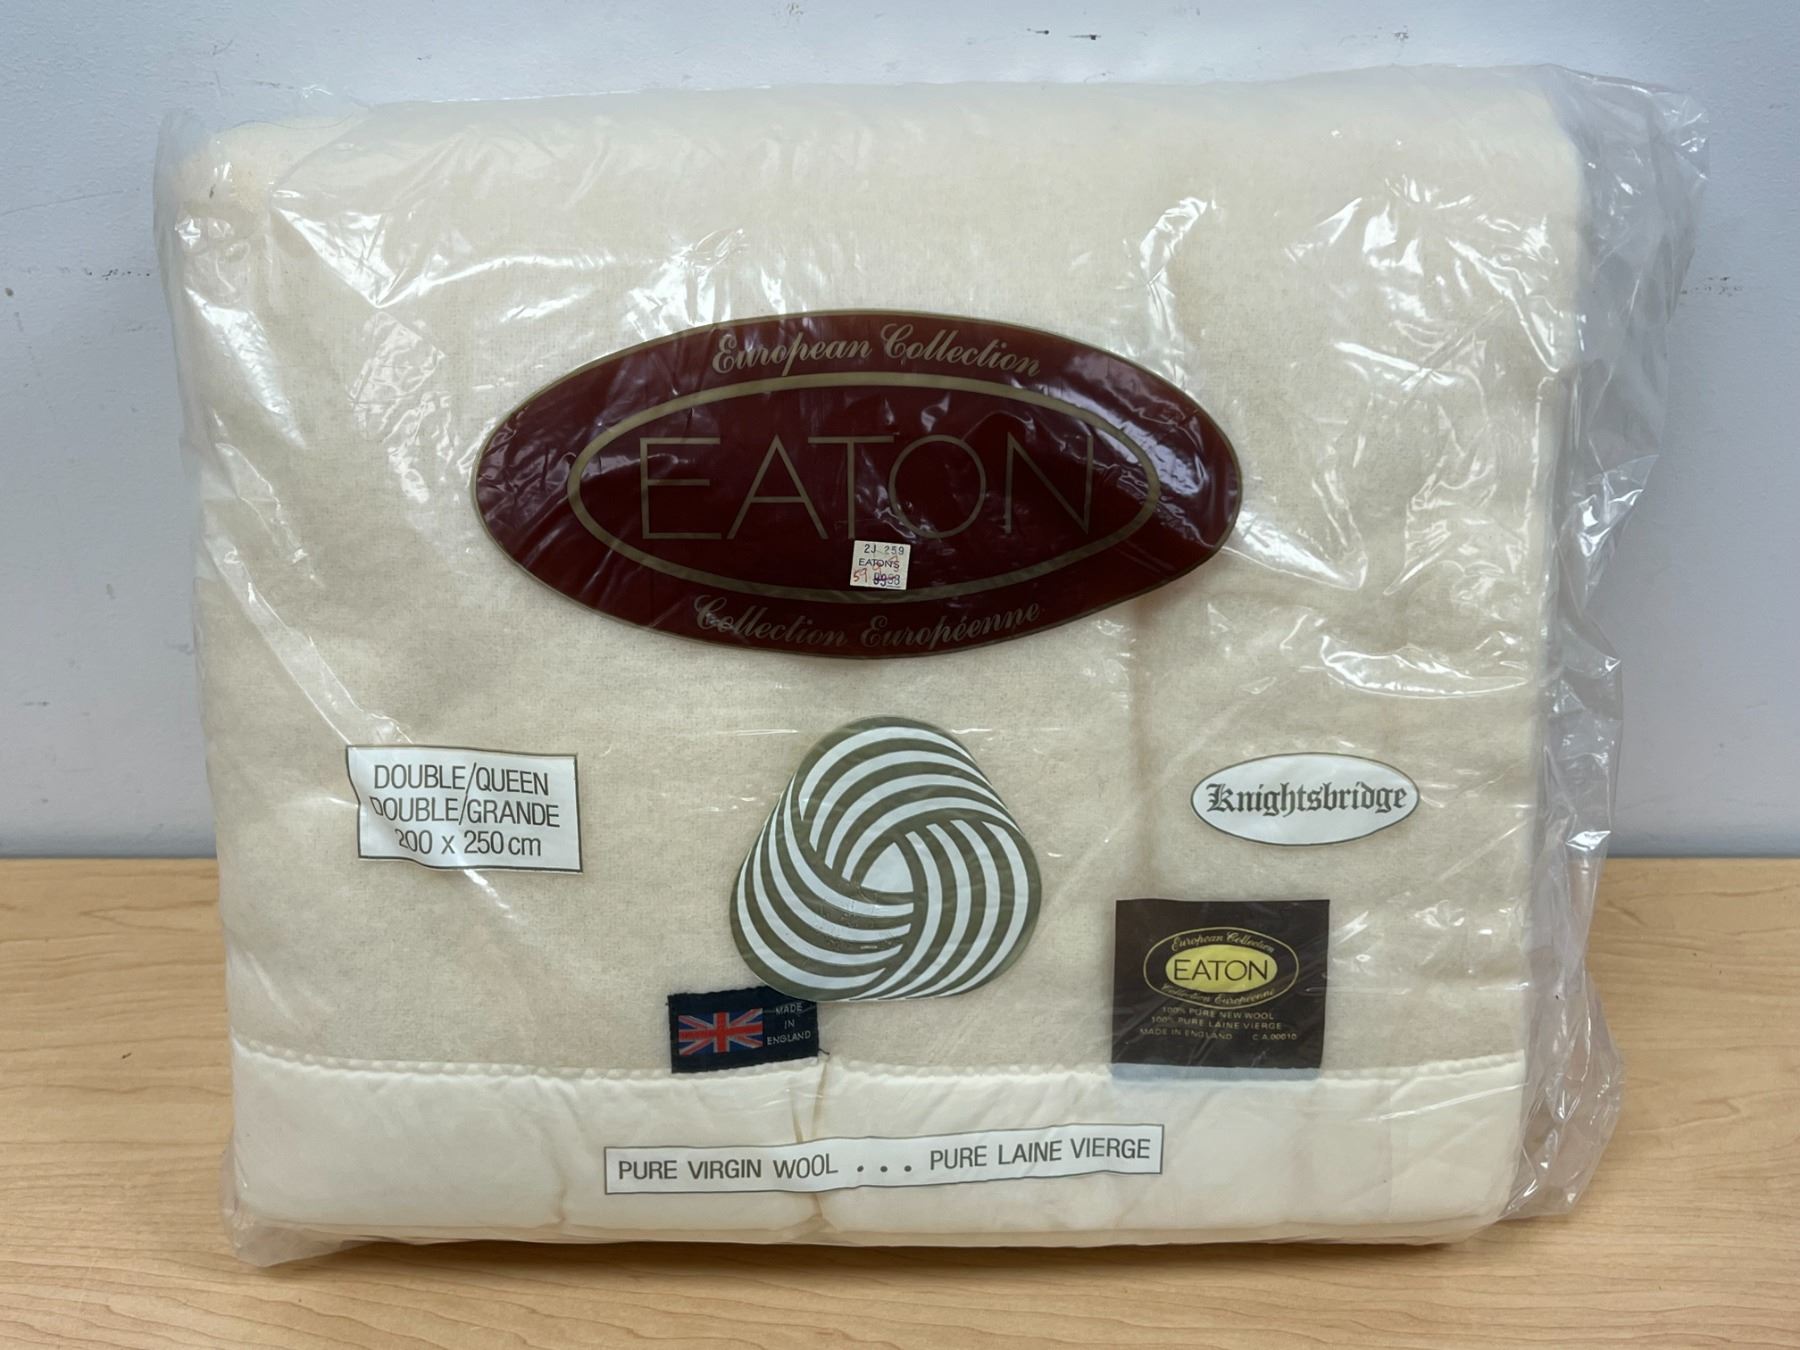 European Collection
EATON
2J 259
EATON'S
Collection Européenne
DOUBLE/QUEEN
DOUBLE/GRANDE
200 x 250 cm
Knightsbridge
MADE
IN
ENGLAND
European Collection
EATON
Collection Européenne
100% PURE NEW WOOL
100% PURE LAINE VIERGE
MADE IN ENGLAND C.A.00010
PURE VIRGIN WOOL . . . PURE LAINE VIERGE